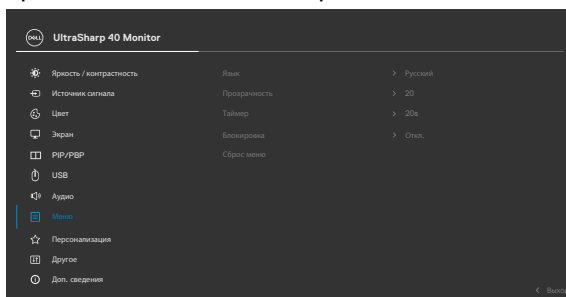 DELL UltraSharp 40 Monitor
Яркость / контрастность Язык > Русский
Источник сигнала Прозрачность > 20
Цвет Таймер > 20s
Экран Блокировка > Откл.
PIP/PBP Сброс меню
USB
Аудио
Меню
Персонализация
Другое
Доп. сведения